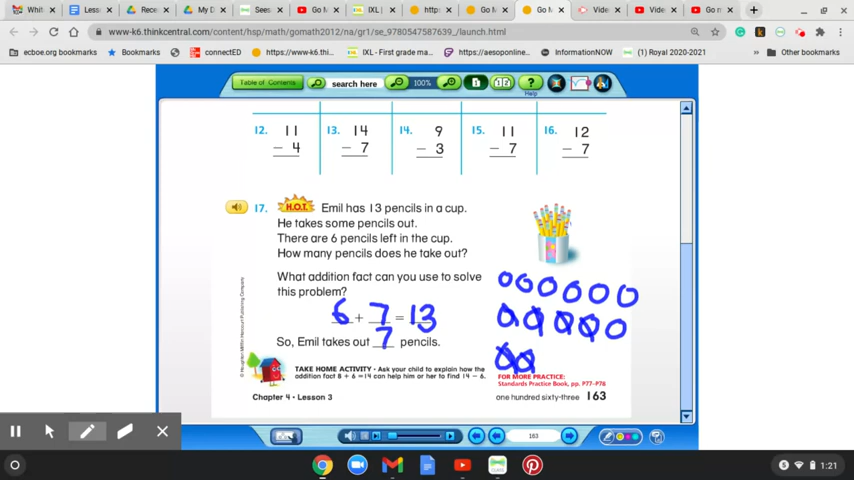 Whit
Less
Rece
My D
Sees
Go M
IXL |
https
Go M
Go M
Vide
Vide
Go m
www-k6.thinkcentral.com/content/hsp/math/gomath2012/na/gr1/se_9780547587639_/launch.html
ecboe.org bookmarks
Bookmarks
connectED
https://www-k6.thin...
IXL - First grade ma...
https://aesoponline...
InformationNOW
(1) Royal 2020-2021
Other bookmarks
Table of Contents
search here
100%
1
1 2
?
Help
12. 11 − 4
13. 14 − 7
14. 9 − 3
15. 11 − 7
16. 12 − 7
17. H.O.T. Emil has 13 pencils in a cup.
He takes some pencils out.
There are 6 pencils left in the cup.
How many pencils does he take out?
What addition fact can you use to solve
this problem?
6 + 7 = 13
So, Emil takes out 7 pencils.
© Houghton Mifflin Harcourt Publishing Company
TAKE HOME ACTIVITY • Ask your child to explain how the
addition fact 8 + 6 = 14 can help him or her to find 14 − 6.
FOR MORE PRACTICE:
Standards Practice Book, pp. P77–P78
Chapter 4 • Lesson 3
one hundred sixty-three 163
163
1:21